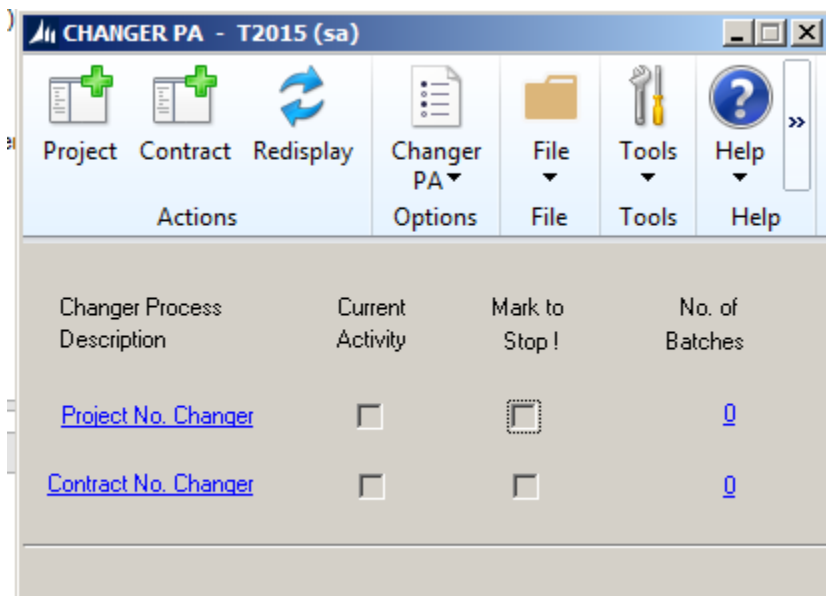 CHANGER PA - T2015 (sa)
Project Contract Redisplay Changer PA File Tools Help »
Actions Options File Tools Help
Changer Process Description Current Activity Mark to Stop ! No. of Batches
Project No. Changer 0
Contract No. Changer 0